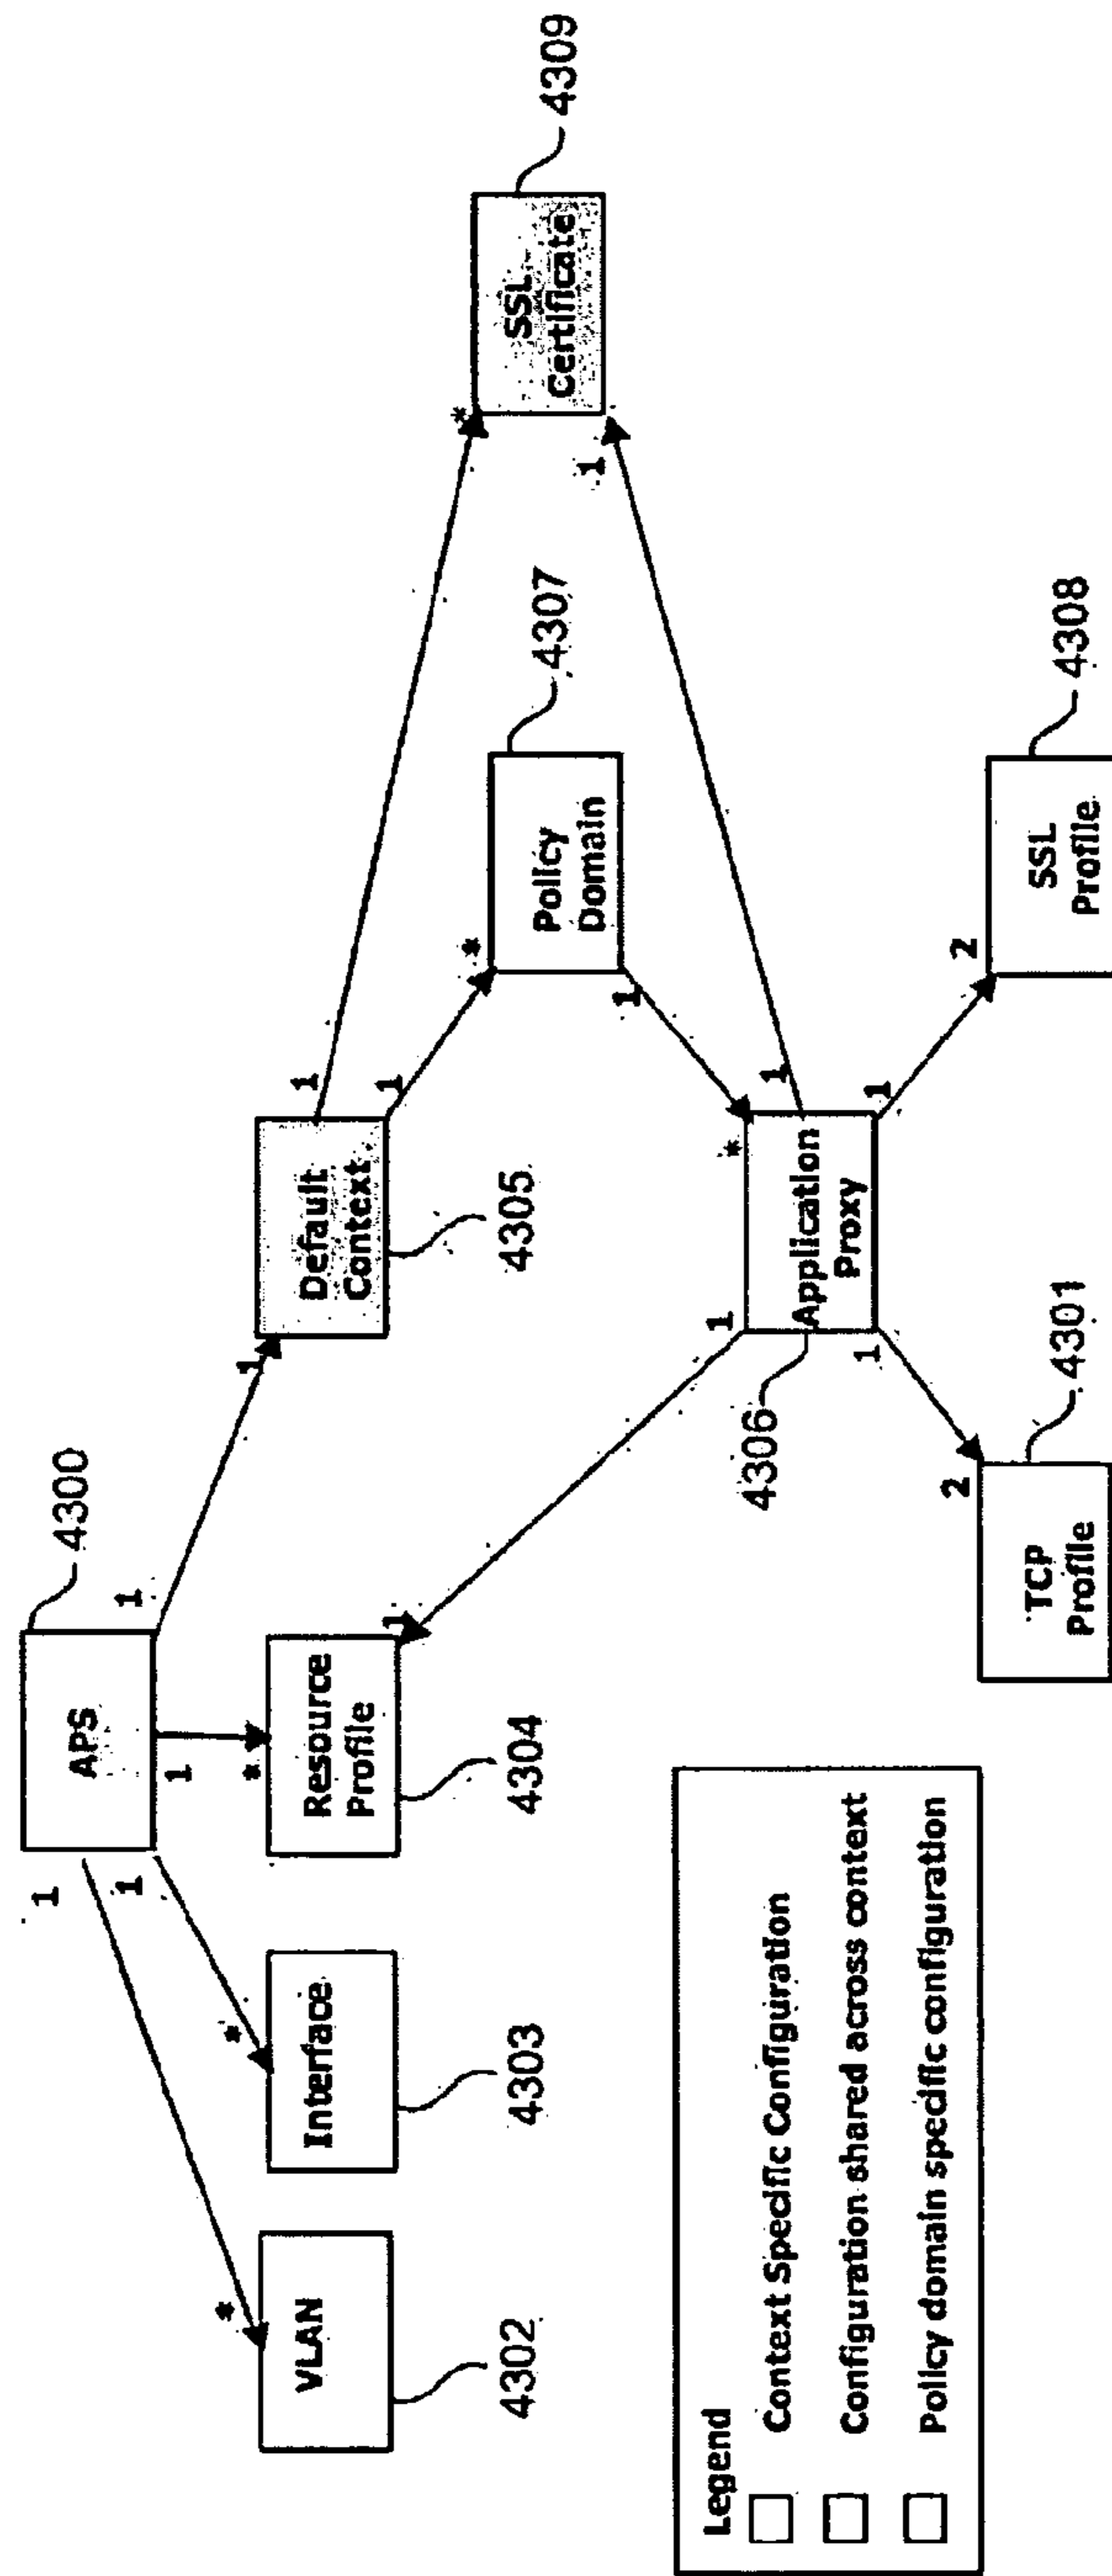 4300
APS
1
1
1
1
*
*
*
1
VLAN
4302
Interface
4303
Resource
Profile
4304
1
Default
Context
4305
1
1
*
*
SSL
Certificate
4309
1
Policy
Domain
4307
1
*
1
1
Application
Proxy
4306
1
1
2
TCP
Profile
4301
2
SSL
Profile
4308
Legend
Context Specific Configuration
Configuration shared across context
Policy domain specific configuration